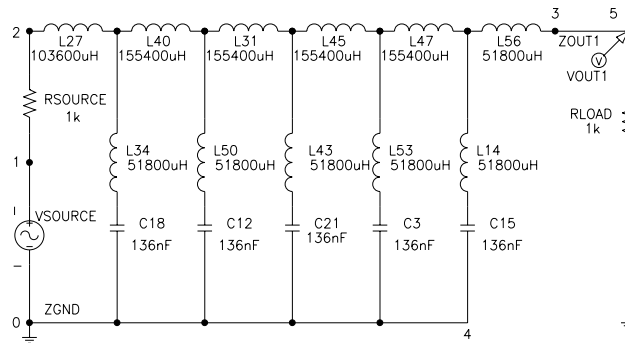 2 3 5
L27 L40 L31 L45 L47 L56 ZOUT1
103600uH 155400uH 155400uH 155400uH 155400uH 51800uH
V
VOUT1
RSOURCE
1k
RLOAD
1k
1
L34 L50 L43 L53 L14
51800uH 51800uH 51800uH 51800uH 51800uH
VSOURCE
C18 C12 C21 C3 C15
136nF 136nF 136nF 136nF 136nF
ZGND
0 4